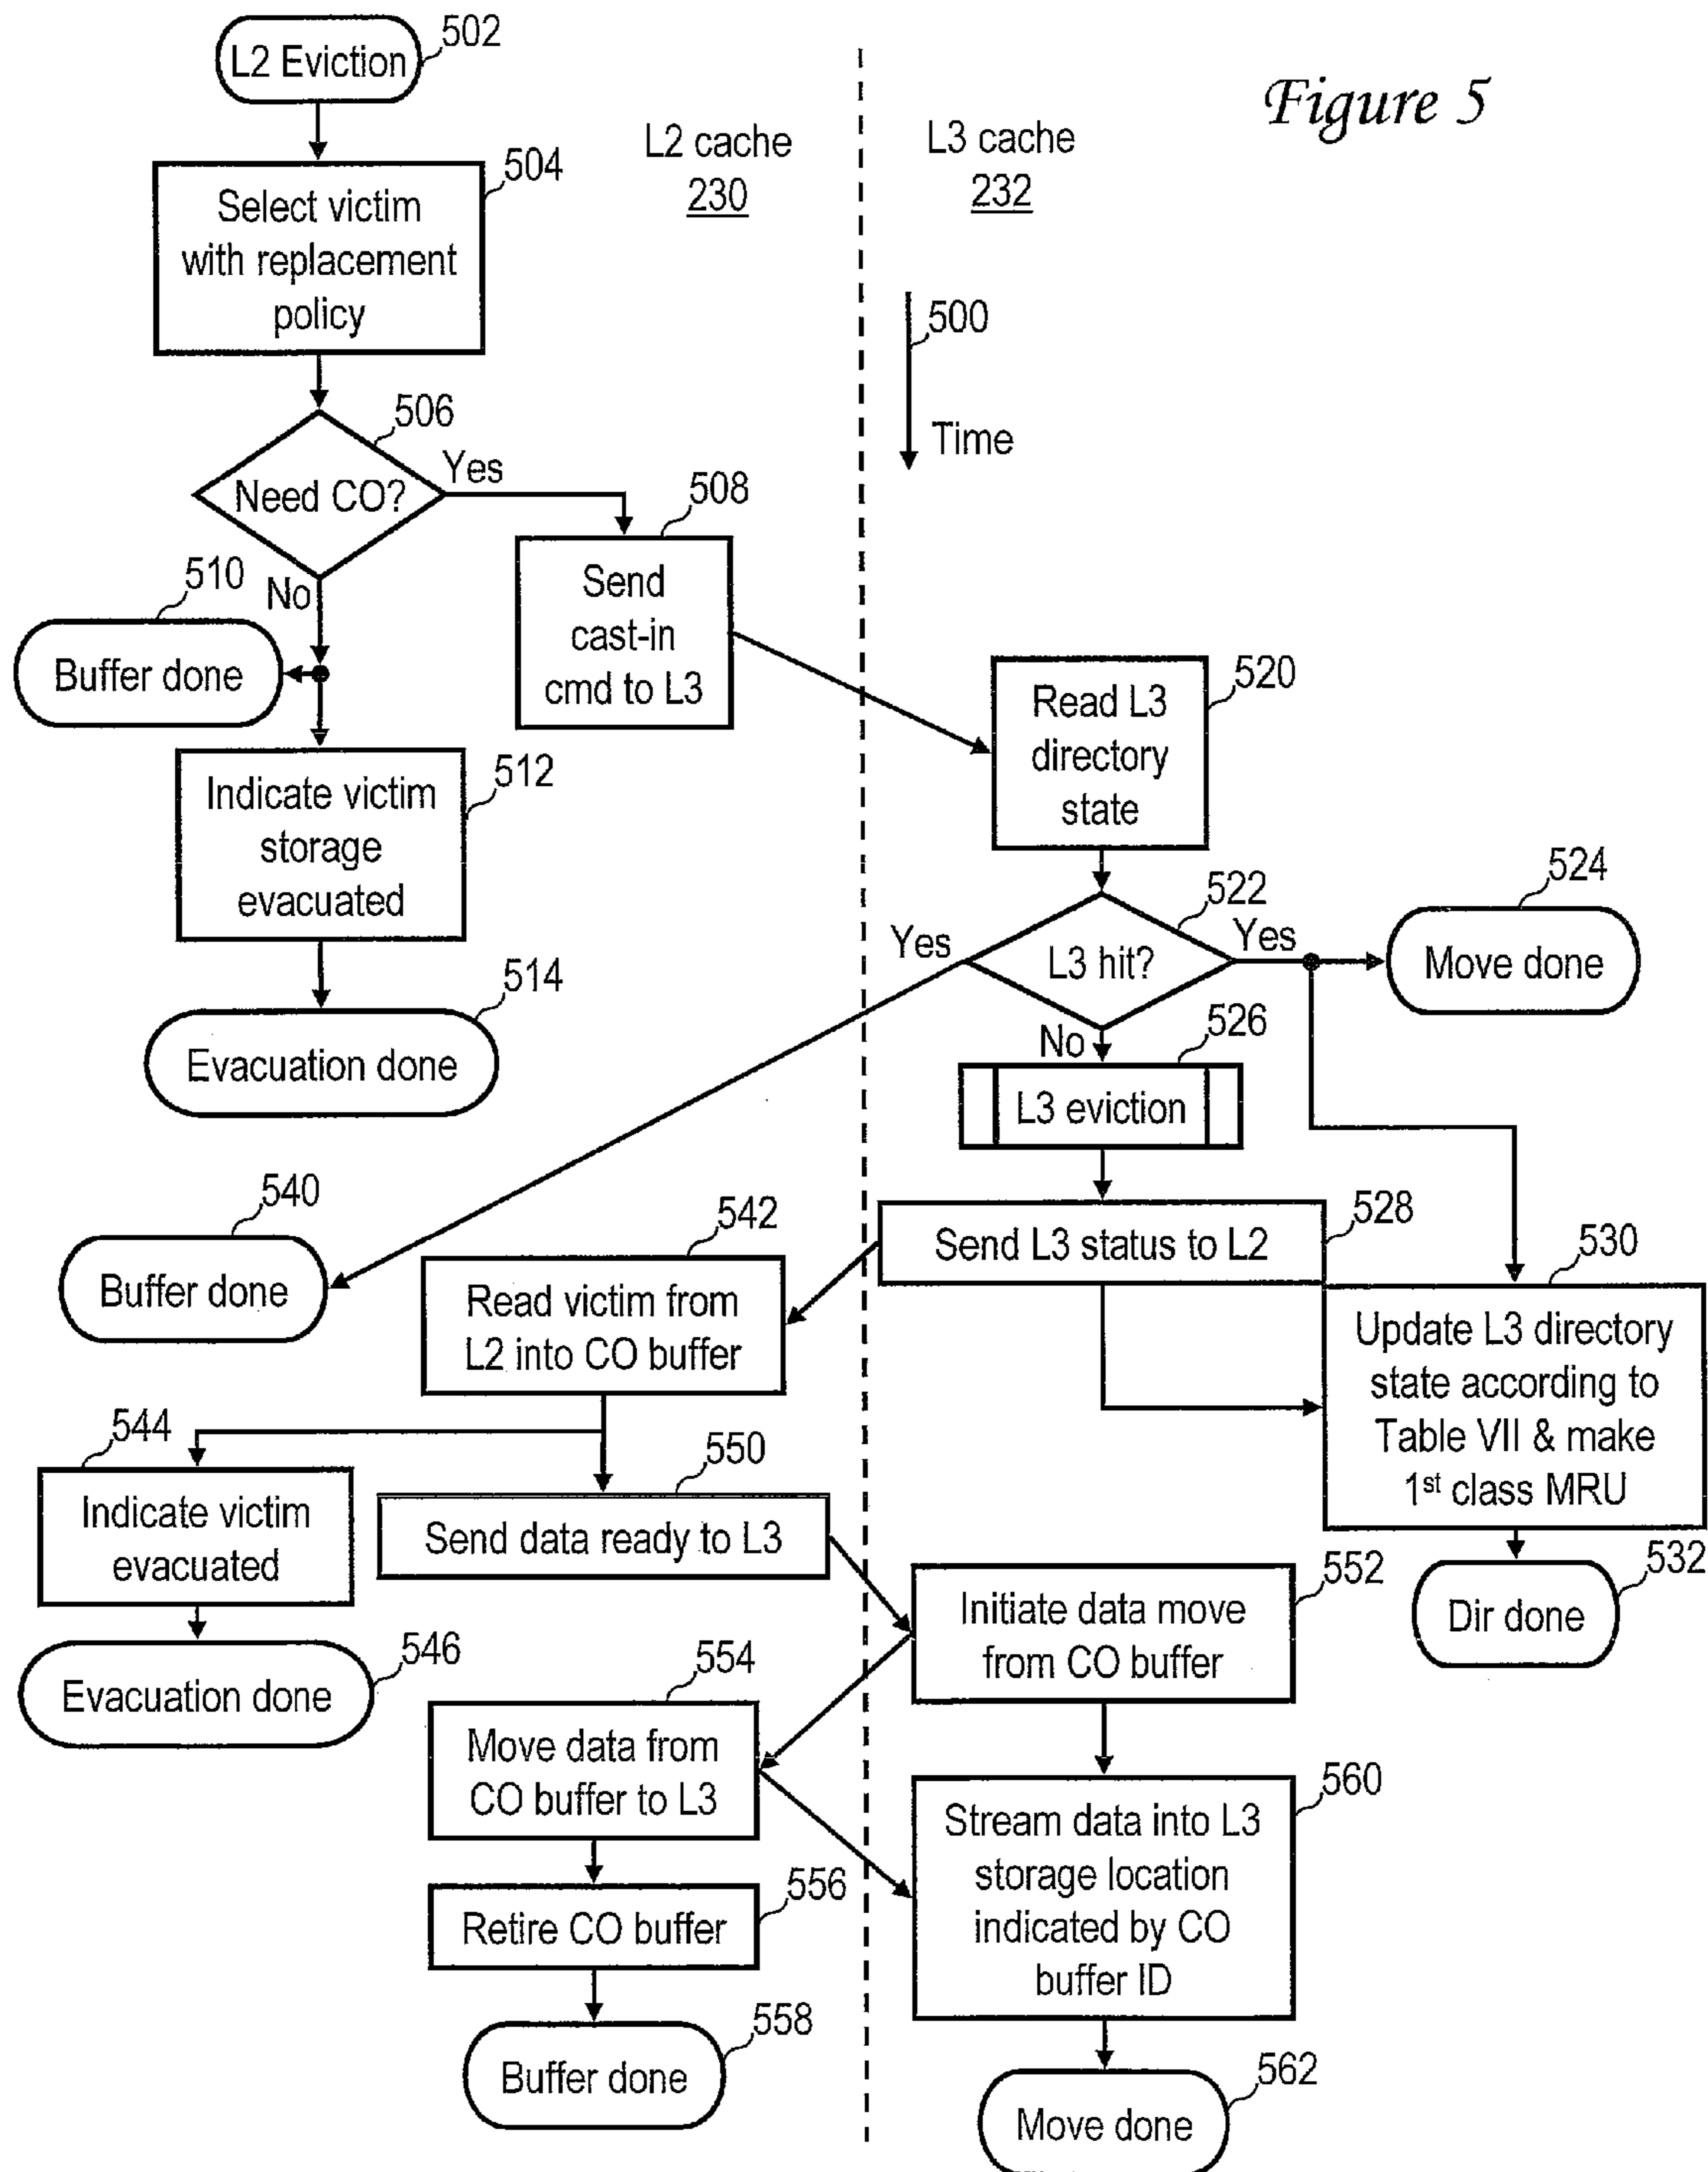 Figure 5
L2 Eviction
502
L2 cache
230
L3 cache
232
504
Select victim
with replacement
policy
500
Time
506
Need CO?
Yes
No
508
Send
cast-in
cmd to L3
510
Buffer done
512
Indicate victim
storage
evacuated
514
Evacuation done
520
Read L3
directory
state
522
L3 hit?
Yes
Yes
No
524
Move done
526
L3 eviction
528
Send L3 status to L2
530
Update L3 directory
state according to
Table VII & make
1st class MRU
532
Dir done
540
Buffer done
542
Read victim from
L2 into CO buffer
544
Indicate victim
evacuated
546
Evacuation done
550
Send data ready to L3
552
Initiate data move
from CO buffer
554
Move data from
CO buffer to L3
556
Retire CO buffer
558
Buffer done
560
Stream data into L3
storage location
indicated by CO
buffer ID
562
Move done